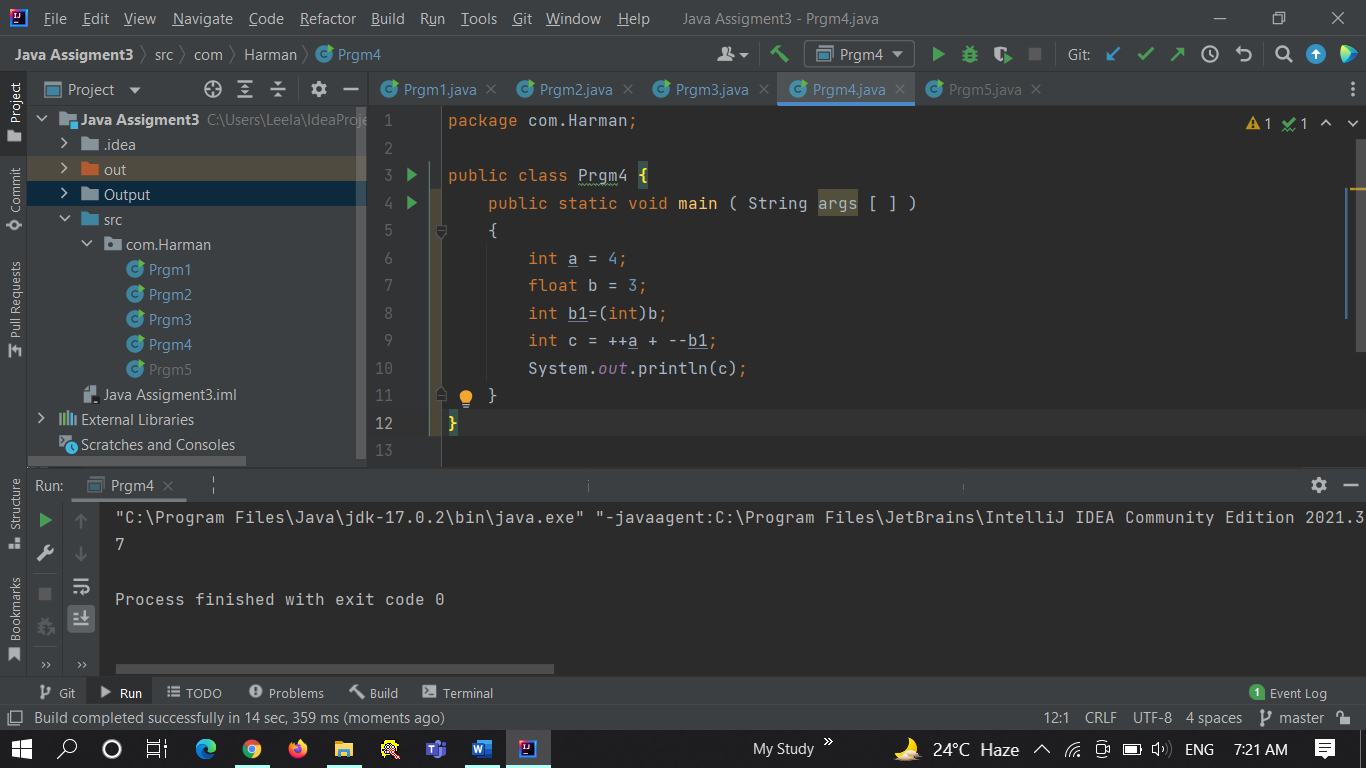 File Edit View Navigate Code Refactor Build Run Tools Git Window Help Java Assigment3 - Prgm4.java
Java Assigment3 src com Harman Prgm4 Prgm4 Git:
Project
Prgm1.java Prgm2.java Prgm3.java Prgm4.java Prgm5.java
Java Assigment3 C:\Users\Leela\IdeaProje
.idea
out
Output
src
com.Harman
Prgm1
Prgm2
Prgm3
Prgm4
Prgm5
Java Assigment3.iml
External Libraries
Scratches and Consoles
Project
Commit
Pull Requests
Structure
Bookmarks
1 package com.Harman;
2
3 public class Prgm4 {
4 public static void main ( String args [ ] )
5 {
6 int a = 4;
7 float b = 3;
8 int b1=(int)b;
9 int c = ++a + --b1;
10 System.out.println(c);
11 }
12 }
13
1 1
Run: Prgm4
"C:\Program Files\Java\jdk-17.0.2\bin\java.exe" "-javaagent:C:\Program Files\JetBrains\IntelliJ IDEA Community Edition 2021.3
7
Process finished with exit code 0
Git Run TODO Problems Build Terminal 1 Event Log
Build completed successfully in 14 sec, 359 ms (moments ago) 12:1 CRLF UTF-8 4 spaces master
My Study 24°C Haze ENG 7:21 AM